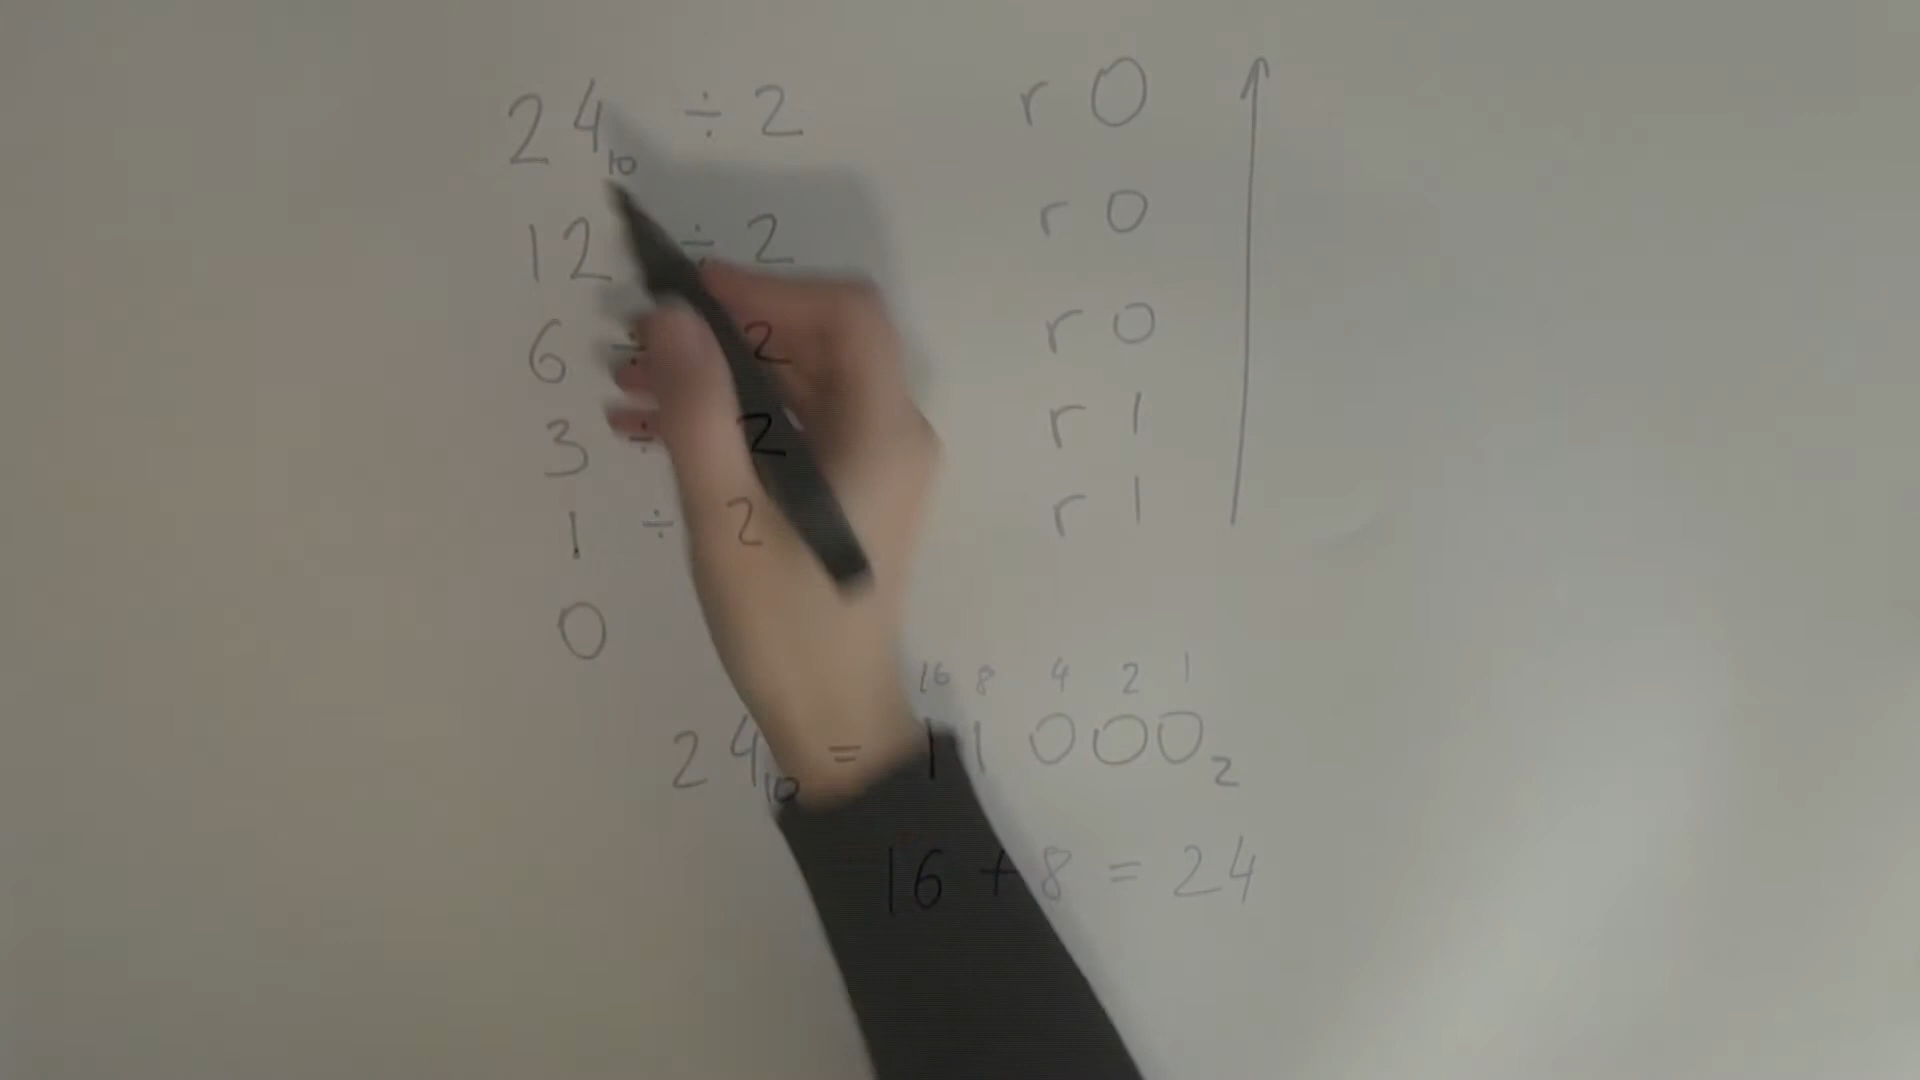 24₁₀ ÷ 2 r 0
12 ÷ 2 r 0
6 ÷ 2 r 0
3 ÷ 2 r 1
1 ÷ 2 r 1
0
16 8 4 2 1
24₁₀ = 11000₂
16 + 8 = 24